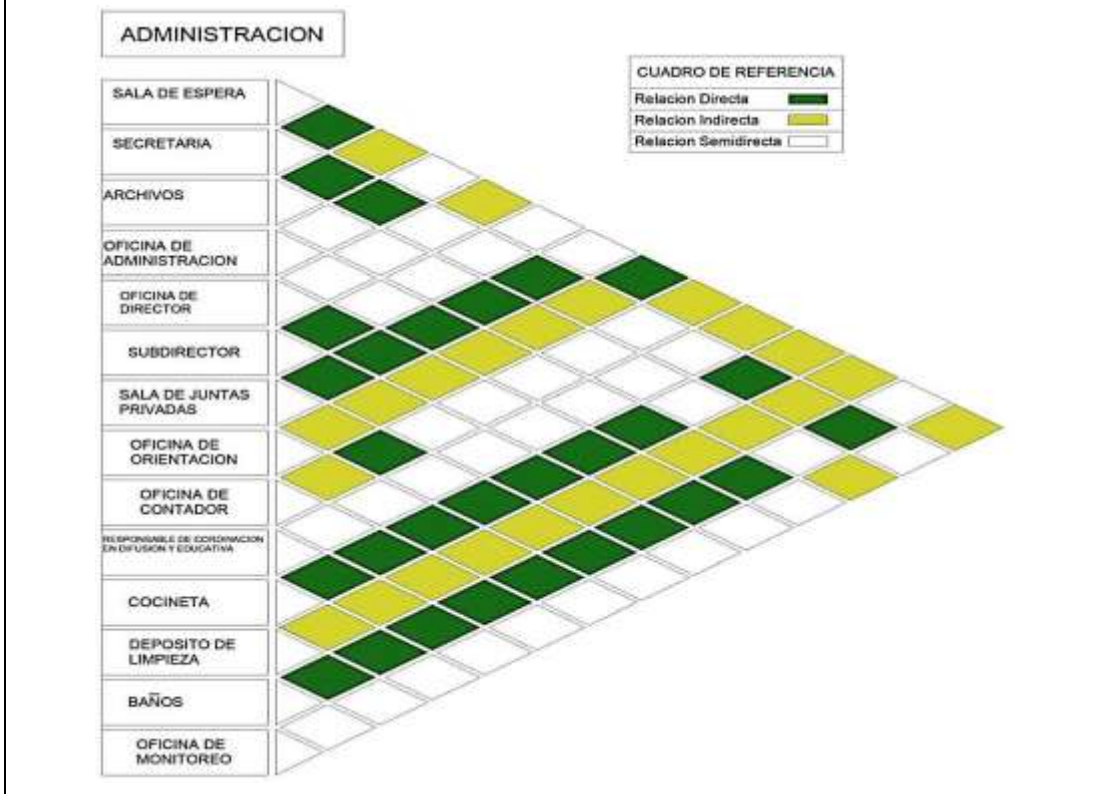 ADMINISTRACION
CUADRO DE REFERENCIA
Relacion Directa
Relacion Indirecta
Relacion Semidirecta
SALA DE ESPERA
SECRETARIA
ARCHIVOS
OFICINA DE
ADMINISTRACION
OFICINA DE
DIRECTOR
SUBDIRECTOR
SALA DE JUNTAS
PRIVADAS
OFICINA DE
ORIENTACION
OFICINA DE
CONTADOR
RESPONSABLE DE CORDINACION
EN DIFUSION Y EDUCATIVA
COCINETA
DEPOSITO DE
LIMPIEZA
BAÑOS
OFICINA DE
MONITOREO